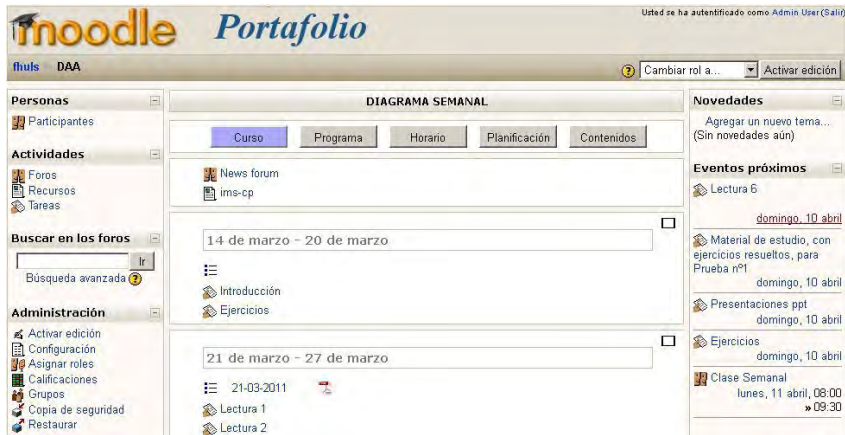 moodle Portafolio
Usted se ha autentificado como Admin User (Salir)
fhuls DAA
Cambiar rol a... Activar edición
Personas
Participantes
Actividades
Foros
Recursos
Tareas
Buscar en los foros
Ir
Búsqueda avanzada
Administración
Activar edición
Configuración
Asignar roles
Calificaciones
Grupos
Copia de seguridad
Restaurar
DIAGRAMA SEMANAL
Curso Programa Horario Planificación Contenidos
News forum
ims-cp
14 de marzo - 20 de marzo
Introducción
Ejercicios
21 de marzo - 27 de marzo
21-03-2011
Lectura 1
Lectura 2
Novedades
Agregar un nuevo tema...
(Sin novedades aún)
Eventos próximos
Lectura 6
domingo, 10 abril
Material de estudio, con
ejercicios resueltos, para
Prueba nº1
domingo, 10 abril
Presentaciones ppt
domingo, 10 abril
Ejercicios
domingo, 10 abril
Clase Semanal
lunes, 11 abril, 08:00
» 09:30